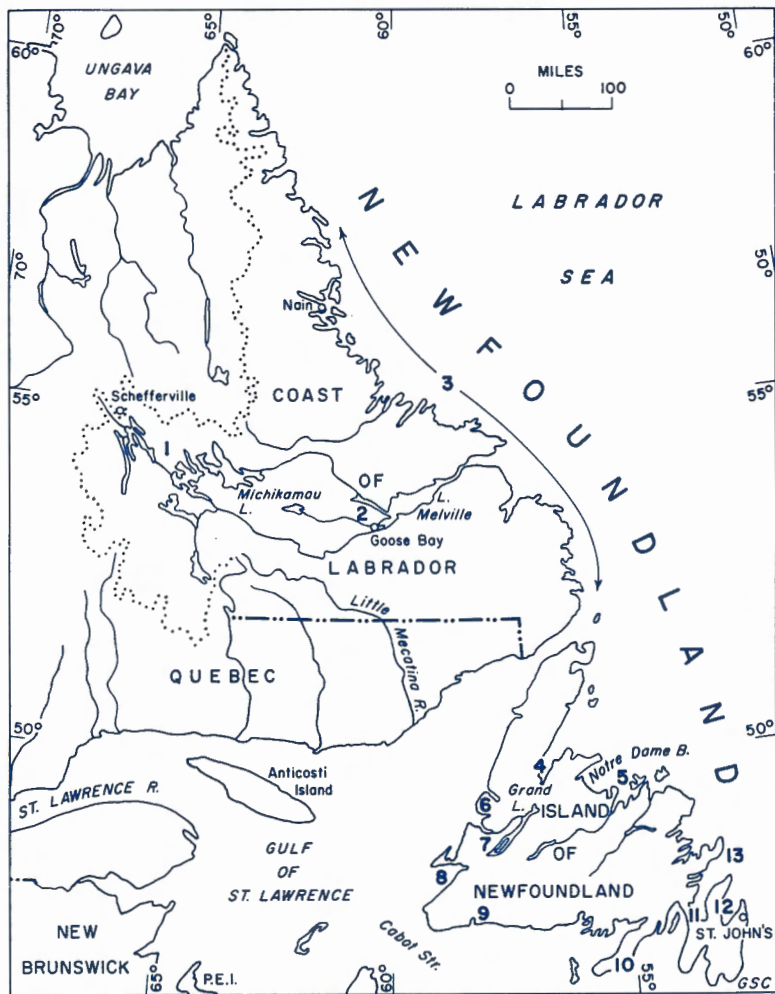 60°
70°
65°
60°
55°
50°
60°
UNGAVA
BAY
MILES
0 100
LABRADOR
SEA
NEWFOUNDLAND
70°
50°
Nain
3
55°
55°
Schefferville
COAST
1
OF
Michikamau
L.
2
L.
Melville
Goose Bay
LABRADOR
Little
Mecatina R.
QUEBEC
50°
50°
Anticosti
Island
4
Notre Dame B.
5
ST. LAWRENCE R.
Grand
L.
6
ISLAND
7
GULF
OF
ST. LAWRENCE
OF
13
8
NEWFOUNDLAND
9
11
12
ST. JOHN'S
NEW
BRUNSWICK
Cabot Str.
10
65°
P.E.I.
60°
55°
50°
GSC